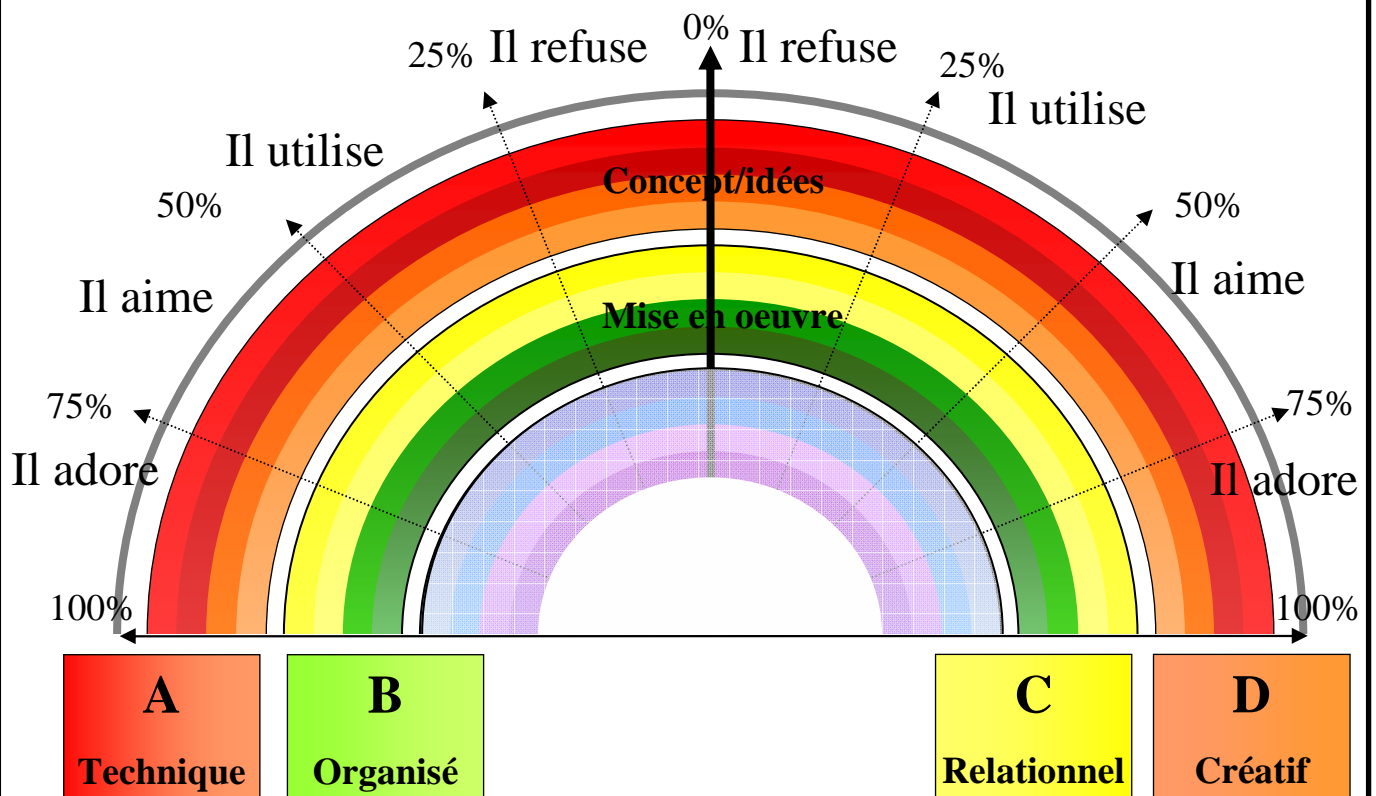 0%
25% Il refuse Il refuse 25%
Il utilise Il utilise
50% 50%
Concept/idées
Il aime Il aime
Mise en oeuvre
75% 75%
Il adore Il adore
100% 100%
A B C D
Technique Organisé Relationnel Créatif